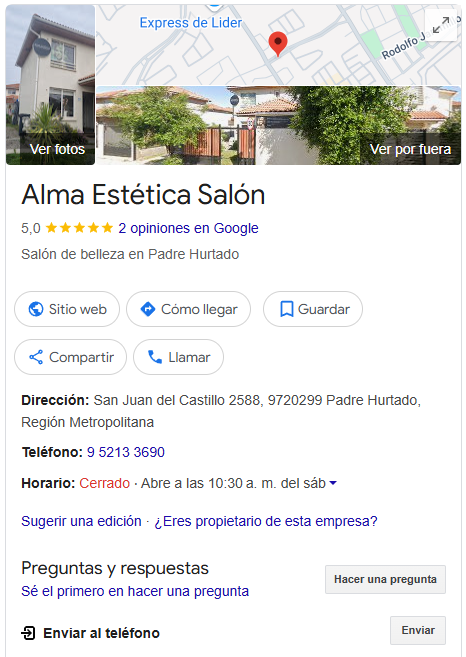 Express de Lider
Rodolfo J
Ver fotos
Ver por fuera
Alma Estética Salón
5,0 ★★★★★ 2 opiniones en Google
Salón de belleza en Padre Hurtado
Sitio web
Cómo llegar
Guardar
Compartir
Llamar
Dirección: San Juan del Castillo 2588, 9720299 Padre Hurtado,
Región Metropolitana
Teléfono: 9 5213 3690
Horario: Cerrado · Abre a las 10:30 a. m. del sáb
Sugerir una edición · ¿Eres propietario de esta empresa?
Preguntas y respuestas
Sé el primero en hacer una pregunta
Hacer una pregunta
Enviar al teléfono
Enviar